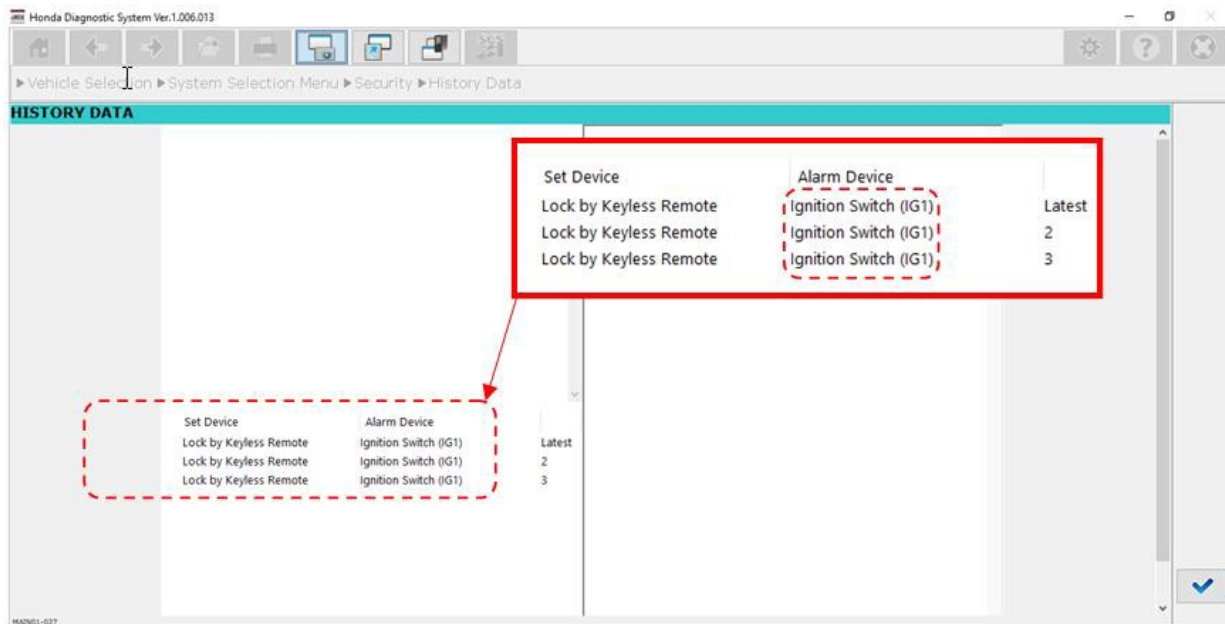 Honda Diagnostic System Ver.1.006.013
Vehicle Selection ▶ System Selection Menu ▶ Security ▶ History Data
HISTORY DATA
Set Device Alarm Device
Lock by Keyless Remote Ignition Switch (IG1) Latest
Lock by Keyless Remote Ignition Switch (IG1) 2
Lock by Keyless Remote Ignition Switch (IG1) 3
Set Device Alarm Device
Lock by Keyless Remote Ignition Switch (IG1) Latest
Lock by Keyless Remote Ignition Switch (IG1) 2
Lock by Keyless Remote Ignition Switch (IG1) 3